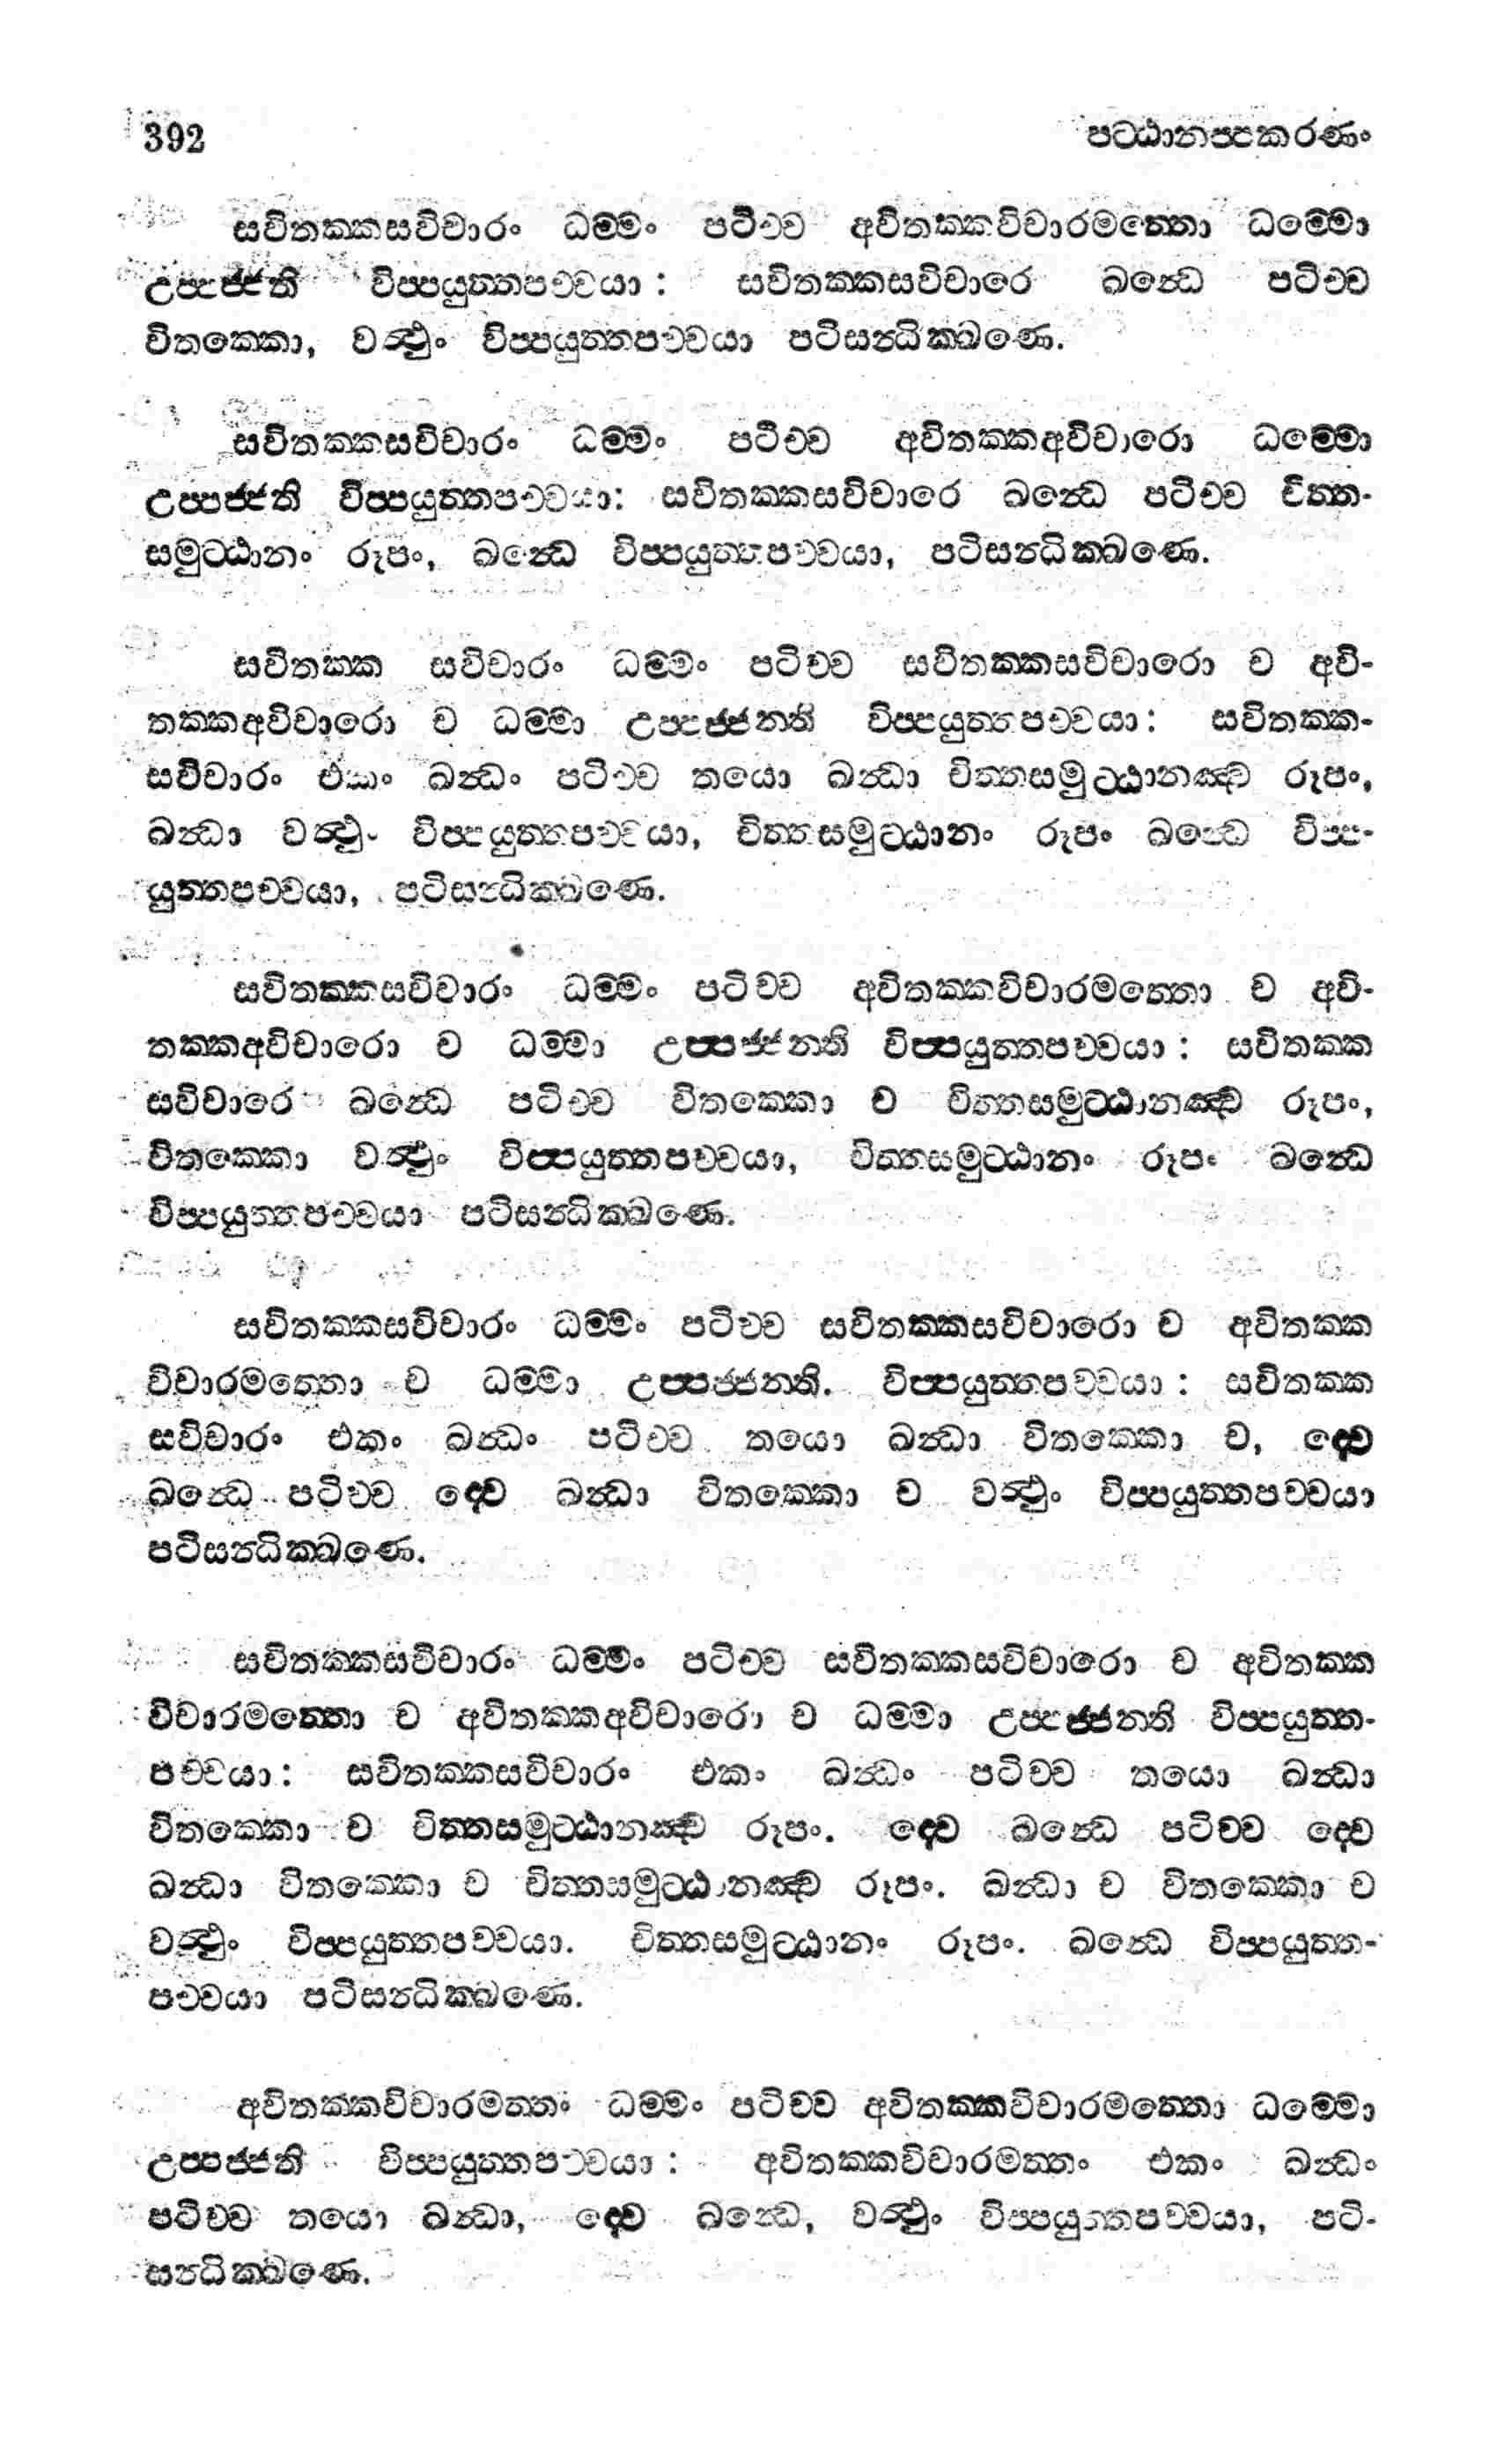 392 පට්ඨානප්පකරණං
සවිතක්කසවිචාරං ධම්මං පටිච්ච අවිතක්කවිචාරමත්තො ධම්මො
උප්පජ්ජති විප්පයුත්තපච්චයා: සවිතක්කසවිචාරෙ ඛන්ධෙ පටිච්ච
විතක්කො, වත්ථුං විප්පයුත්තපච්චයා පටිසන්ධික්ඛණෙ.
සවිතක්කසවිචාරං ධම්මං පටිච්ච අවිතක්කඅවිචාරො ධම්මො
උප්පජ්ජති විප්පයුත්තපච්චයා: සවිතක්කසවිචාරෙ ඛන්ධෙ පටිච්ච චිත්ත-
සමුට්ඨානං රූපං, ඛන්ධෙ විප්පයුත්තපච්චයා, පටිසන්ධික්ඛණෙ.
සවිතක්ක සවිචාරං ධම්මං පටිච්ච සවිතක්කසවිචාරො ච අවි-
තක්කඅවිචාරො ච ධම්මා උප්පජ්ජන්ති විප්පයුත්තපච්චයා: සවිතක්ක-
සවිචාරං එකං ඛන්ධං පටිච්ච තයො ඛන්ධා චිත්තසමුට්ඨානඤ්ච රූපං,
ඛන්ධා වත්ථුං විප්පයුත්තපච්චයා, චිත්තසමුට්ඨානං රූපං ඛන්ධෙ විප්ප-
යුත්තපච්චයා, පටිසන්ධික්ඛණෙ.
සවිතක්කසවිචාරං ධම්මං පටිච්ච අවිතක්කවිචාරමත්තො ච අවි-
තක්කඅවිචාරො ච ධම්මා උප්පජ්ජන්ති විප්පයුත්තපච්චයා: සවිතක්ක
සවිචාරෙ ඛන්ධෙ පටිච්ච විතක්කො ච චිත්තසමුට්ඨානඤ්ච රූපං,
විතක්කො වත්ථුං විප්පයුත්තපච්චයා, චිත්තසමුට්ඨානං රූපං ඛන්ධෙ
විප්පයුත්තපච්චයා පටිසන්ධික්ඛණෙ.
සවිතක්කසවිචාරං ධම්මං පටිච්ච සවිතක්කසවිචාරො ච අවිතක්ක
විචාරමත්තො ච ධම්මා උප්පජ්ජන්ති. විප්පයුත්තපච්චයා: සවිතක්ක
සවිචාරං එකං ඛන්ධං පටිච්ච තයො ඛන්ධා විතක්කො ච, ද්වෙ
ඛන්ධෙ පටිච්ච ද්වෙ ඛන්ධා විතක්කො ච වත්ථුං විප්පයුත්තපච්චයා
පටිසන්ධික්ඛණෙ.
සවිතක්කසවිචාරං ධම්මං පටිච්ච සවිතක්කසවිචාරො ච අවිතක්ක
විචාරමත්තො ච අවිතක්කඅවිචාරො ච ධම්මා උප්පජ්ජන්ති විප්පයුත්ත-
පච්චයා: සවිතක්කසවිචාරං එකං ඛන්ධං පටිච්ච තයො ඛන්ධා
විතක්කො ච චිත්තසමුට්ඨානඤ්ච රූපං. ද්වෙ ඛන්ධෙ පටිච්ච ද්වෙ
ඛන්ධා විතක්කො ච චිත්තසමුට්ඨානඤ්ච රූපං. ඛන්ධා ච විතක්කො ච
වත්ථුං විප්පයුත්තපච්චයා. චිත්තසමුට්ඨානං රූපං. ඛන්ධෙ විප්පයුත්ත-
පච්චයා පටිසන්ධික්ඛණෙ.
අවිතක්කවිචාරමත්තං ධම්මං පටිච්ච අවිතක්කවිචාරමත්තො ධම්මො
උප්පජ්ජති විප්පයුත්තපච්චයා: අවිතක්කවිචාරමත්තං එකං ඛන්ධං
පටිච්ච තයො ඛන්ධා, ද්වෙ ඛන්ධෙ, වත්ථුං විප්පයුත්තපච්චයා, පටි-
සන්ධික්ඛණෙ.